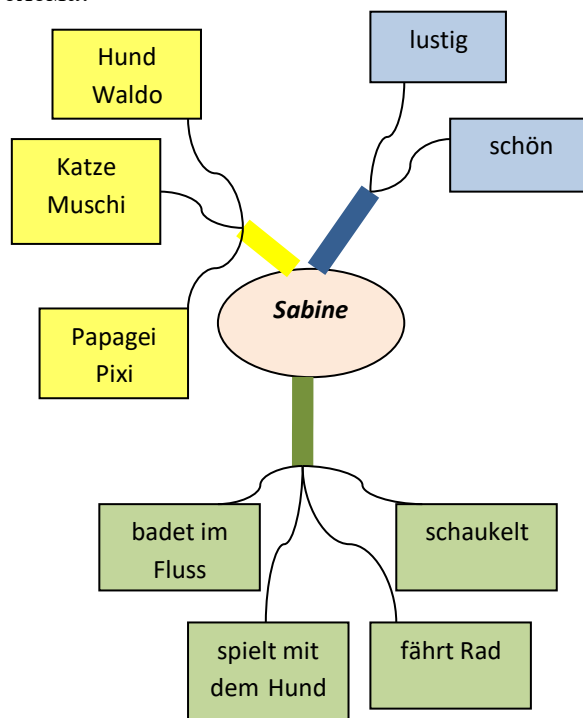 lustig
Hund
Waldo
schön
Katze
Muschi
Sabine
Papagei
Pixi
badet im
Fluss
schaukelt
spielt mit
dem Hund
fährt Rad